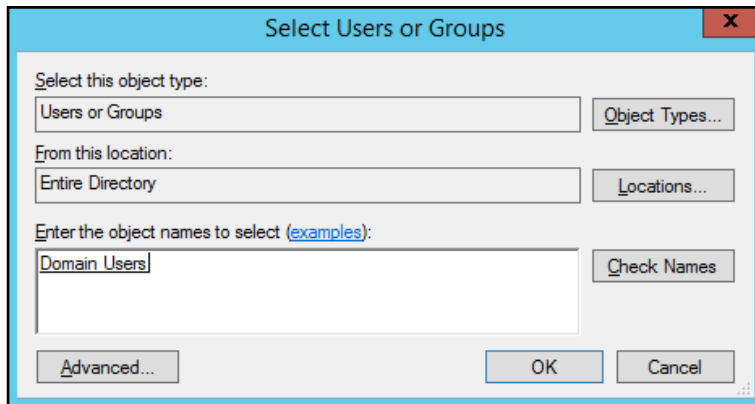 Select Users or Groups
x
Select this object type:
Users or Groups
Object Types...
From this location:
Entire Directory
Locations...
Enter the object names to select (examples):
Domain Users
Check Names
Advanced...
OK
Cancel